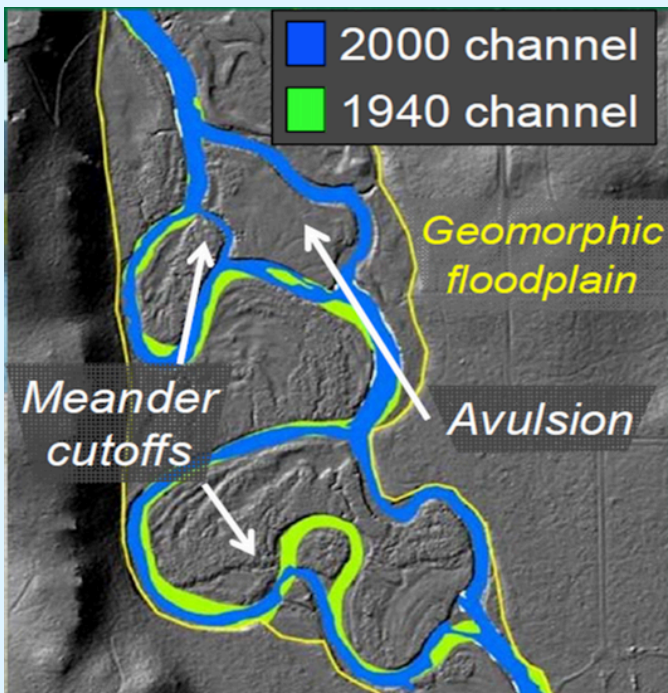 2000 channel
1940 channel
Geomorphic
floodplain
Meander
cutoffs
Avulsion